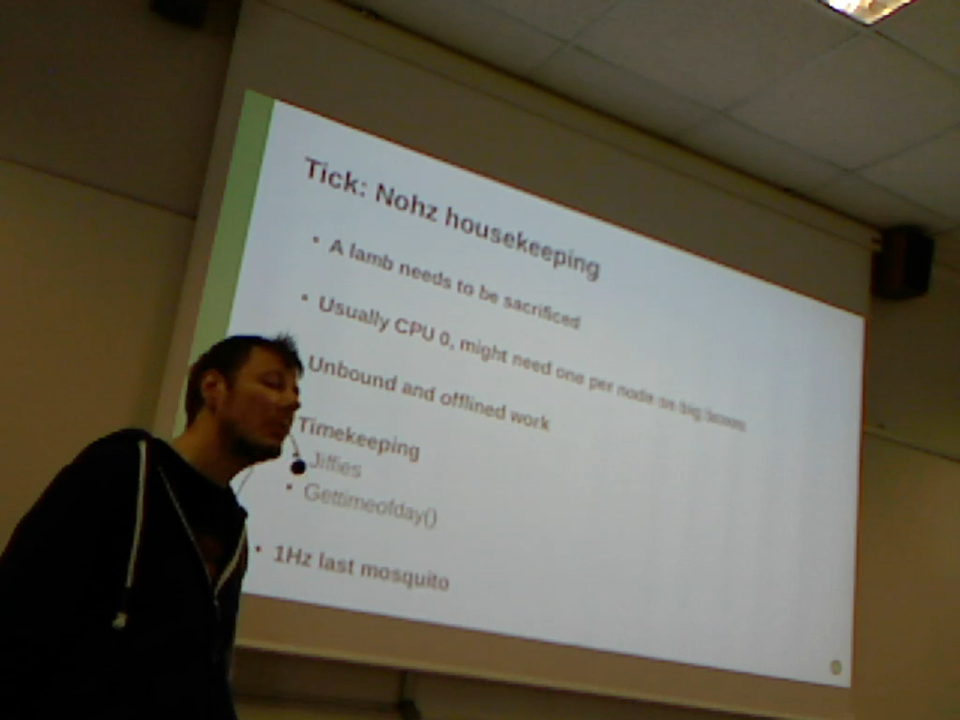 Tick: Nohz housekeeping
• A lamb needs to be sacrificed
• Usually CPU 0, might need one per node on big boxes
Unbound and offlined work
Timekeeping
Jiffies
• Gettimeofday()
• 1Hz last mosquito